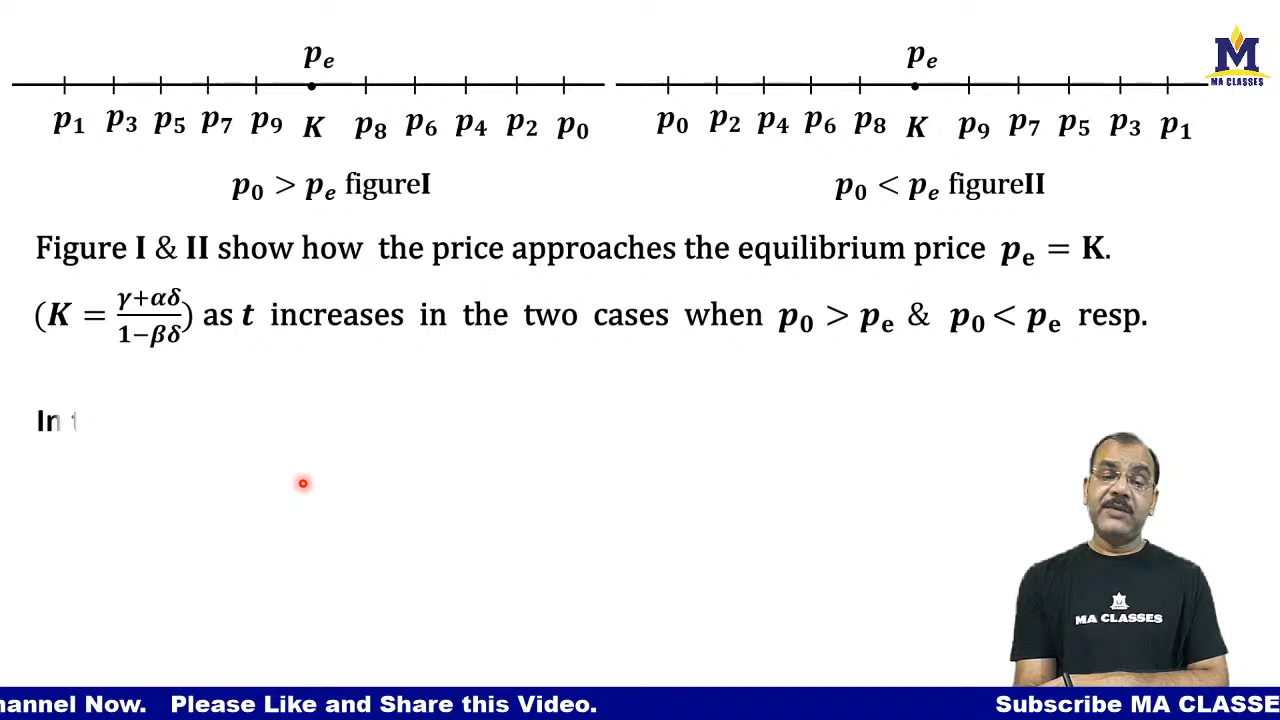 p_e p_e
M
MA CLASSES
p_1 p_3 p_5 p_7 p_9 K p_8 p_6 p_4 p_2 p_0
p_0 p_2 p_4 p_6 p_8 K p_9 p_7 p_5 p_3 p_1
p_0 > p_e figureI
p_0 < p_e figureII
Figure I & II show how the price approaches the equilibrium price p_e = K.
(K = \frac{γ+αδ}{1−βδ}) as t increases in the two cases when p_0 > p_e & p_0 < p_e resp.
In
MA CLASSES
hannel Now. Please Like and Share this Video. Subscribe MA CLASSE